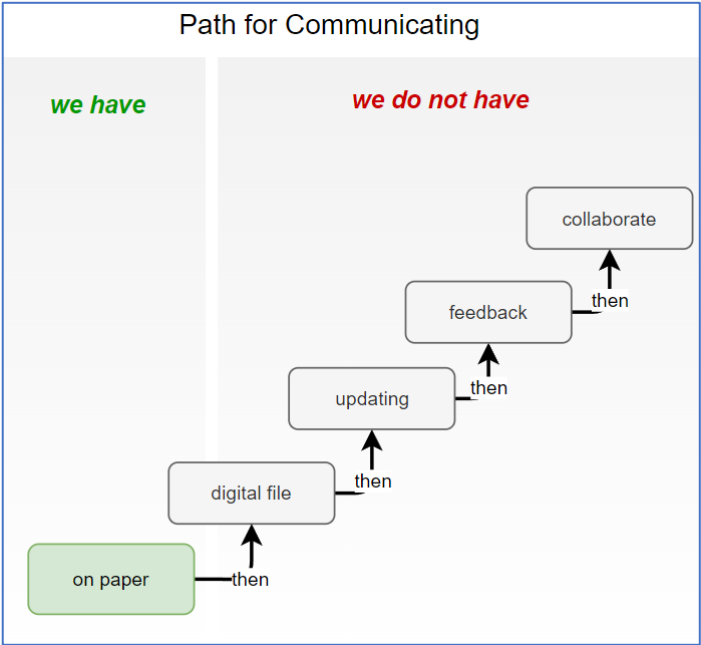 Path for Communicating
we have
we do not have
collaborate
then
feedback
then
updating
then
digital file
then
on paper